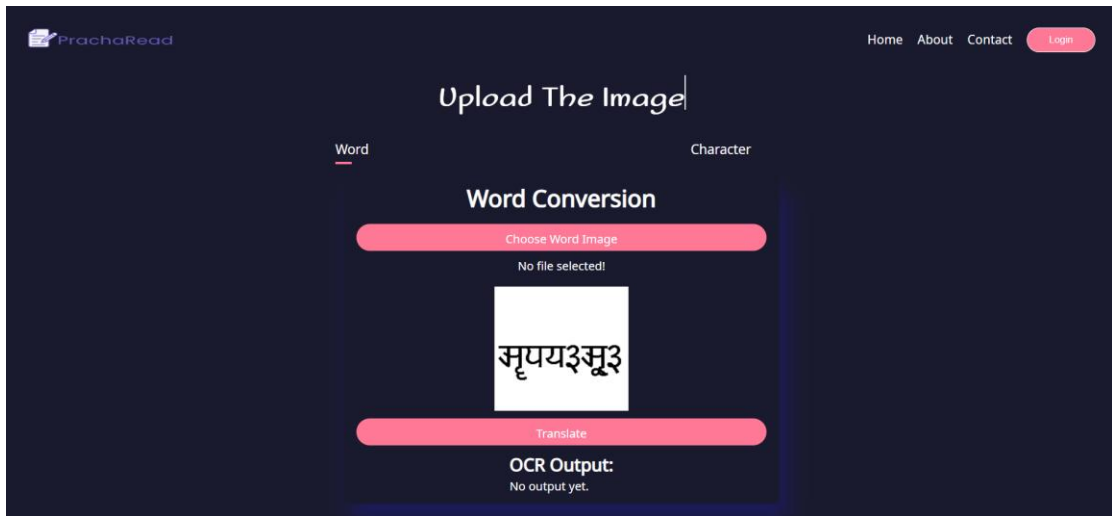 PrachaRead
Home About Contact Login
Upload The Image
Word Character
Word Conversion
Choose Word Image
No file selected!
Translate
OCR Output:
No output yet.